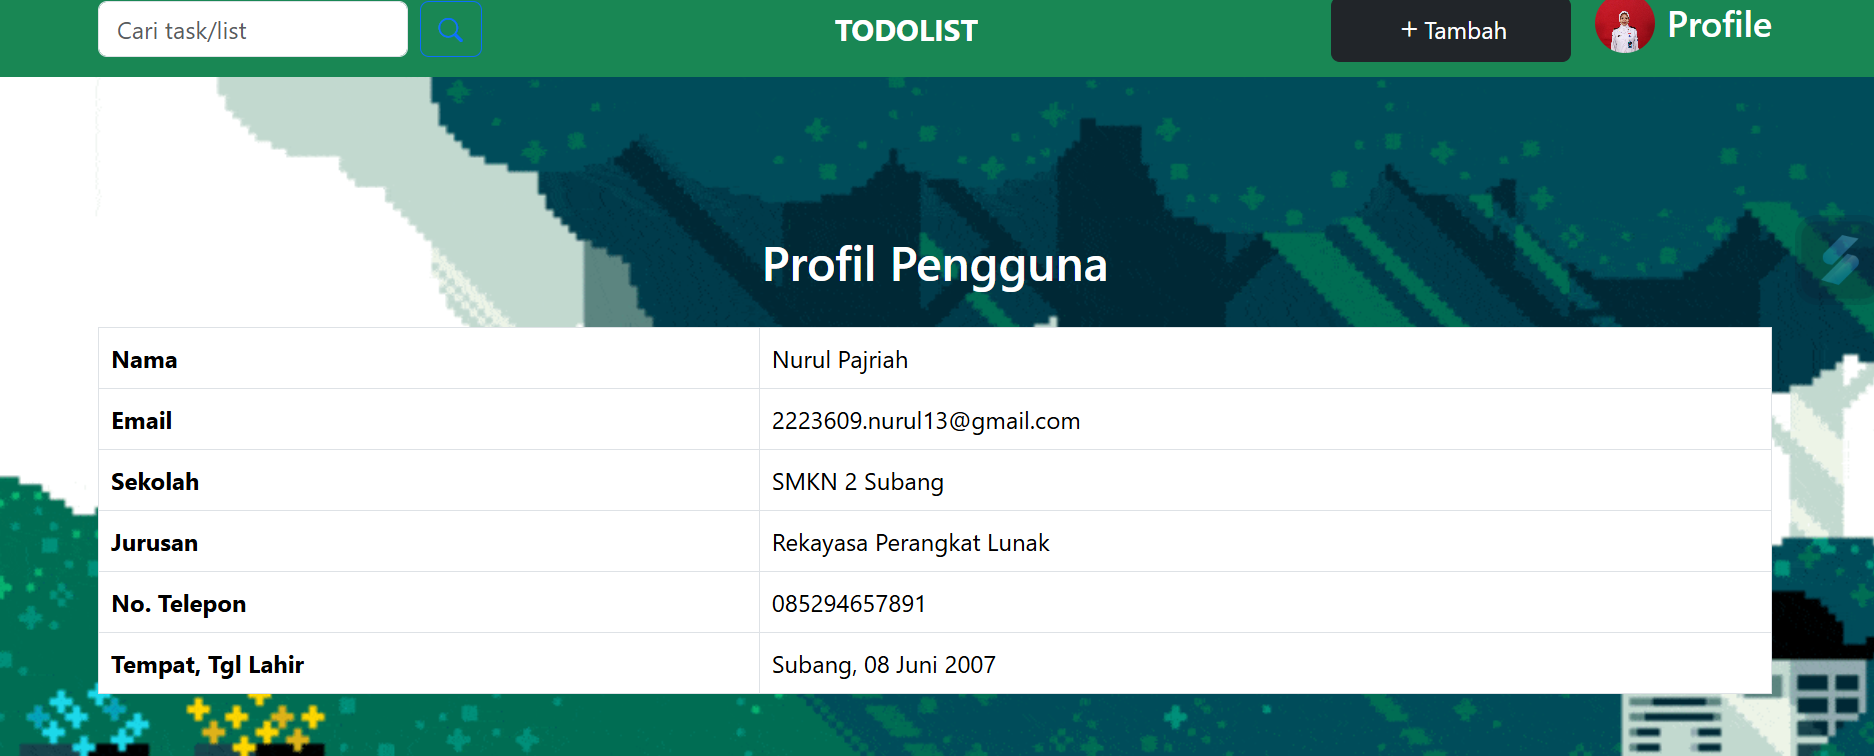 Cari task/list
TODOLIST
+ Tambah
Profile
Profil Pengguna
Nama Nurul Pajriah
Email 2223609.nurul13@gmail.com
Sekolah SMKN 2 Subang
Jurusan Rekayasa Perangkat Lunak
No. Telepon 085294657891
Tempat, Tgl Lahir Subang, 08 Juni 2007